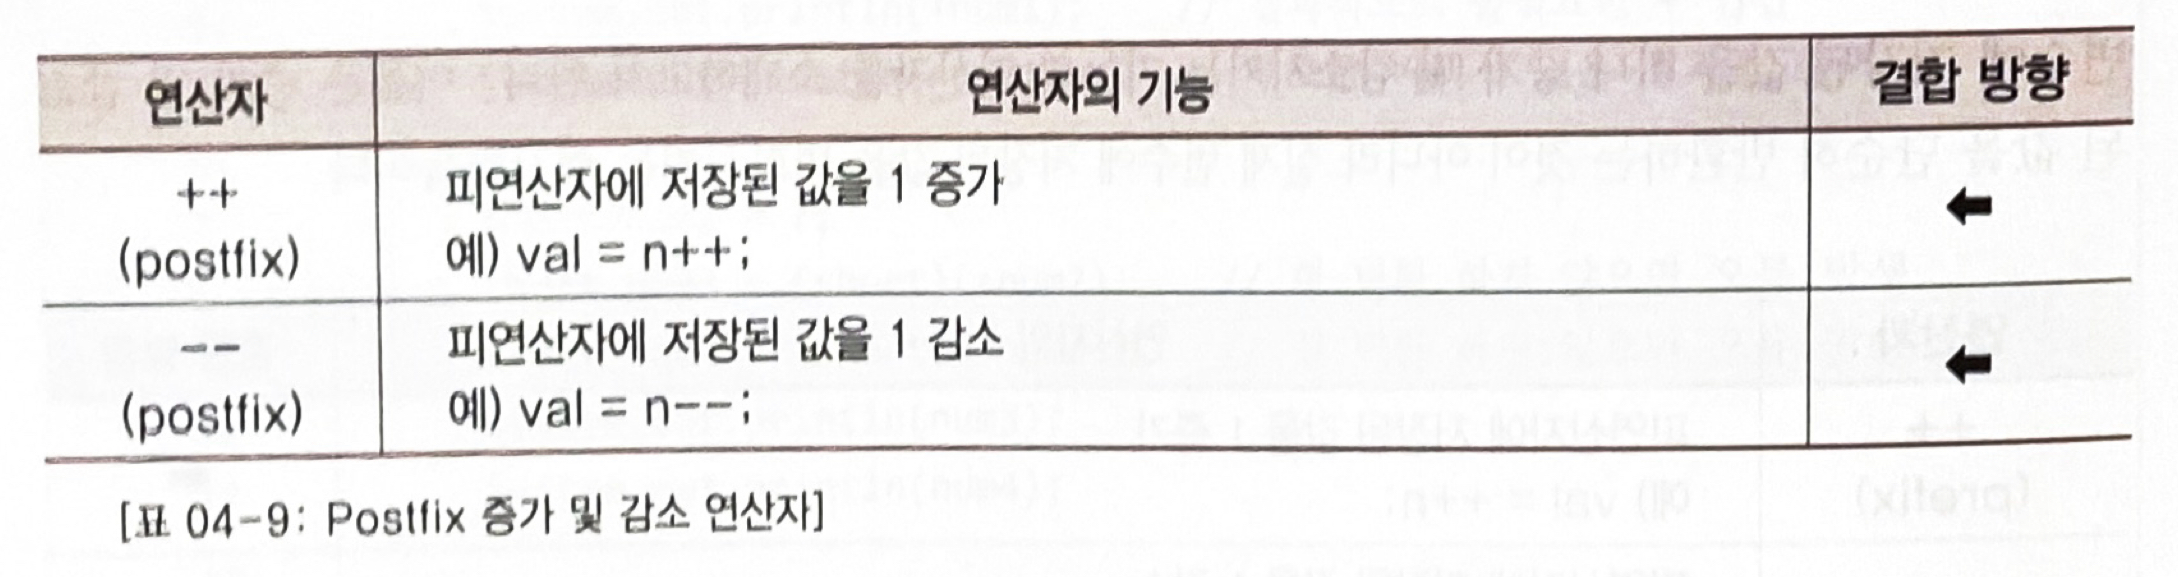 연산자 연산자의 기능 결합 방향
++ 피연산자에 저장된 값을 1 증가 ⬅
(postfix) 예) val = n++;
-- 피연산자에 저장된 값을 1 감소 ⬅
(postfix) 예) val = n--;
[표 04-9: Postfix 증가 및 감소 연산자]